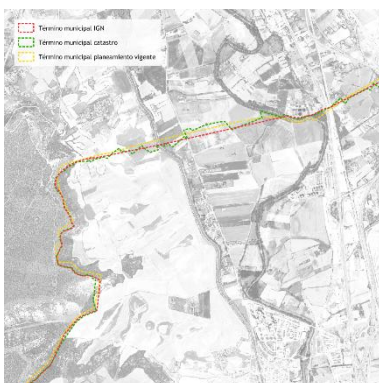 Término municipal IGN
Término municipal catastro
Término municipal planeamiento vigente